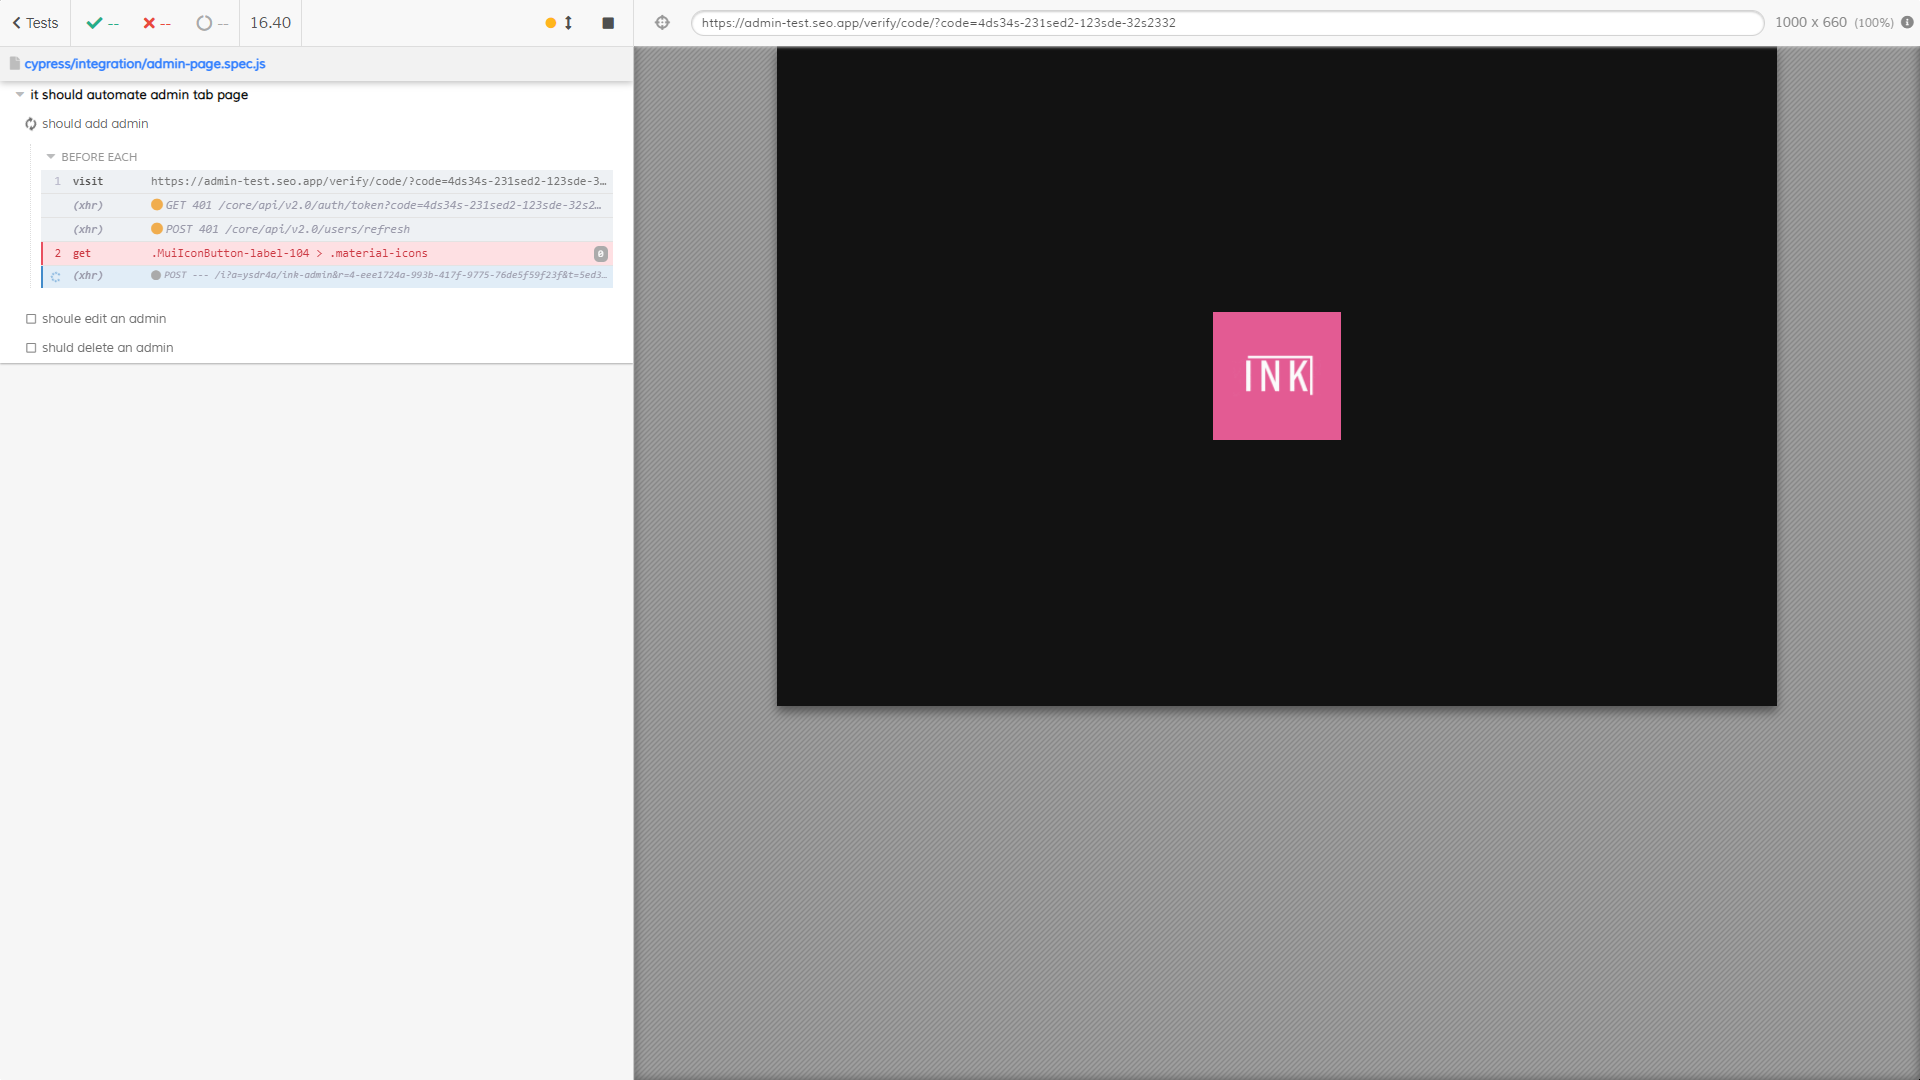 Tests -- -- -- 16.40
https://admin-test.seo.app/verify/code/?code=4ds34s-231sed2-123sde-32s2332 1000 x 660 (100%)
cypress/integration/admin-page.spec.js
it should automate admin tab page
should add admin
BEFORE EACH
1 visit https://admin-test.seo.app/verify/code/?code=4ds34s-231sed2-123sde-3…
(xhr) GET 401 /core/api/v2.0/auth/token?code=4ds34s-231sed2-123sde-32s2…
(xhr) POST 401 /core/api/v2.0/users/refresh
2 get .MuiIconButton-label-104 > .material-icons 0
(xhr) POST --- /i?a=ysdr4a/ink-admin&r=4-eee1724a-993b-417f-9775-76de5f59f23f&t=5ed3…
shoule edit an admin
shuld delete an admin
INK